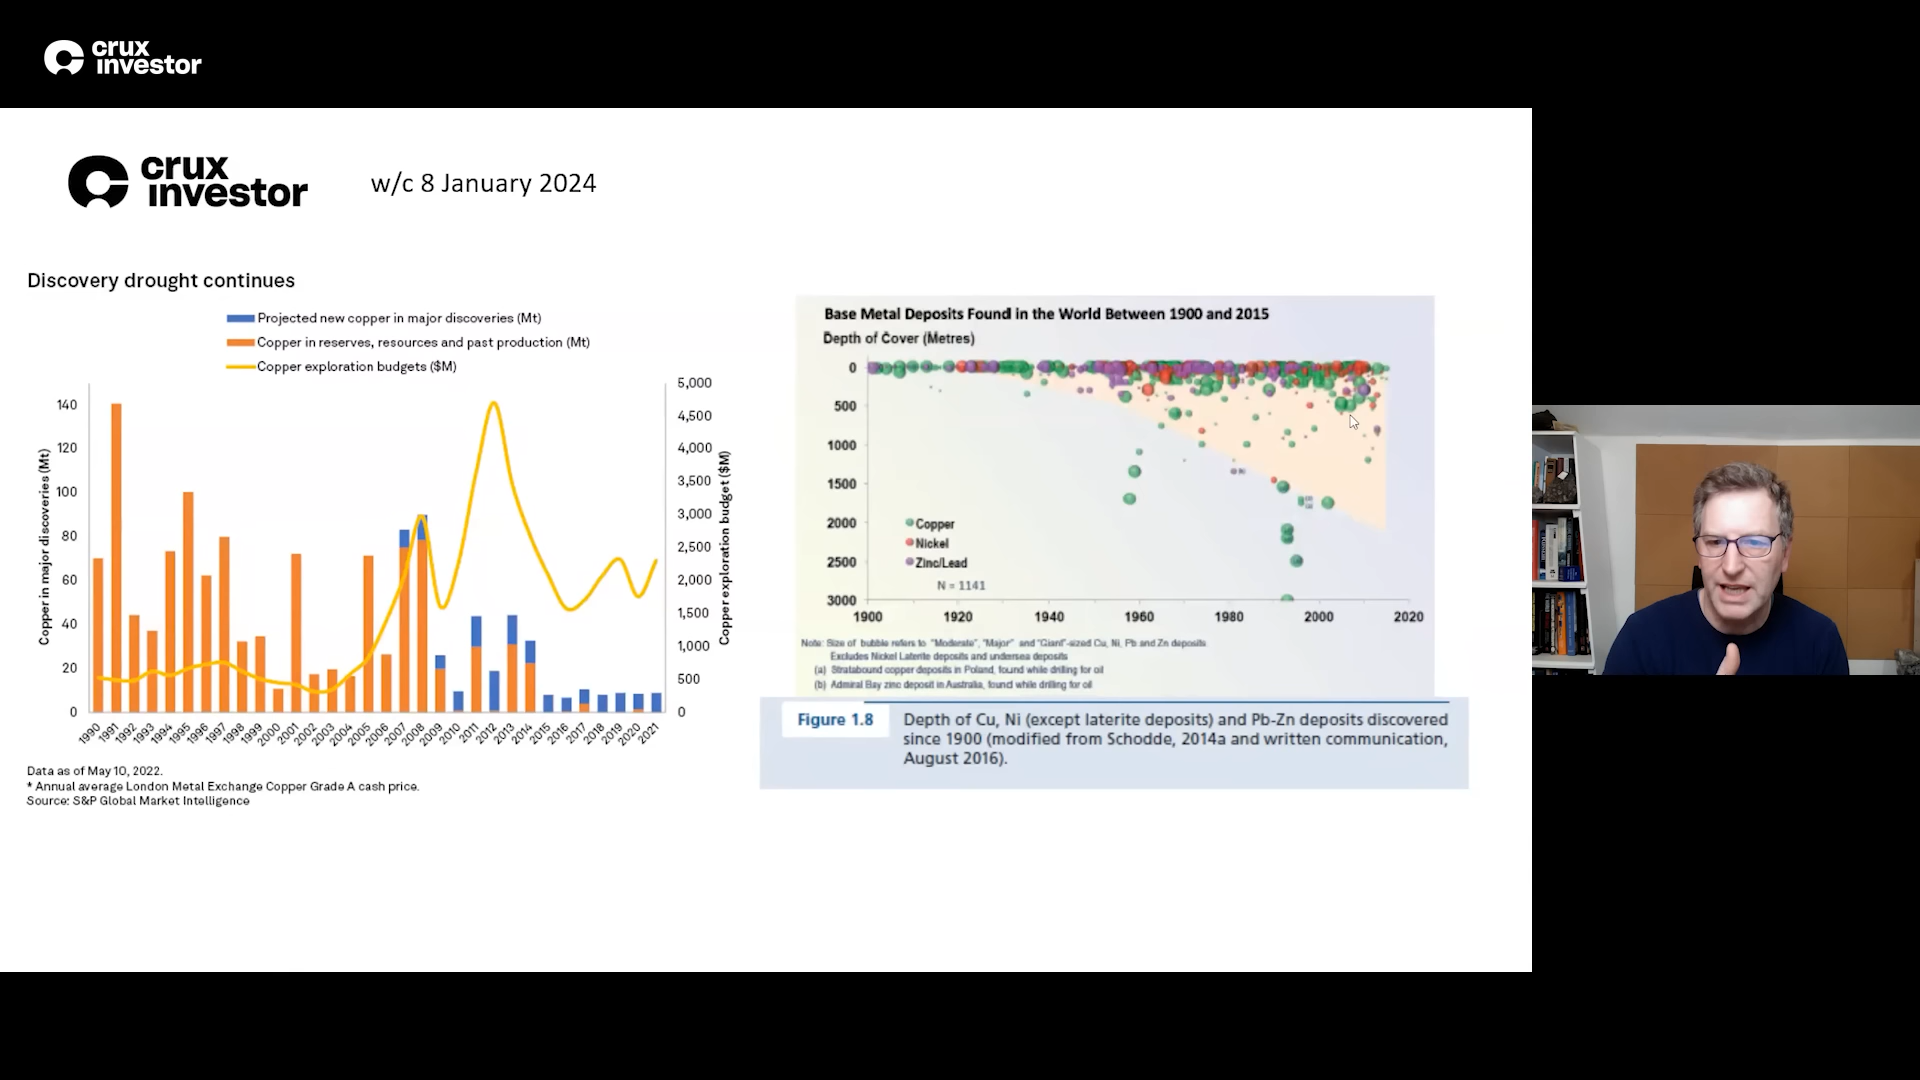 crux
investor
crux
investor
w/c 8 January 2024
Discovery drought continues
Projected new copper in major discoveries (Mt)
Copper in reserves, resources and past production (Mt)
Copper exploration budgets ($M)
Copper in major discoveries (Mt)
140
120
100
80
60
40
20
0
5,000
4,500
4,000
3,500
3,000
2,500
2,000
1,500
1,000
500
0
Copper exploration budget ($M)
1990 1991 1992 1993 1994 1995 1996 1997 1998 1999 2000 2001 2002 2003 2004 2005 2006 2007 2008 2009 2010 2011 2012 2013 2014 2015 2016 2017 2018 2019 2020 2021
Data as of May 10, 2022.
* Annual average London Metal Exchange Copper Grade A cash price.
Source: S&P Global Market Intelligence
Base Metal Deposits Found in the World Between 1900 and 2015
Depth of Cover (Metres)
0
500
1000
1500
2000
2500
3000
Copper
Nickel
Zinc/Lead
N = 1141
1900 1920 1940 1960 1980 2000 2020
Note: Size of bubble refers to "Moderate", "Major" and "Giant"-sized Cu, Ni, Pb and Zn deposits
Excludes Nickel Laterite deposits and undersea deposits
(a) Stratabound copper deposits in Poland, found while drilling for oil
(b) Admiral Bay zinc deposit in Australia, found while drilling for oil
Figure 1.8
Depth of Cu, Ni (except laterite deposits) and Pb-Zn deposits discovered
since 1900 (modified from Schodde, 2014a and written communication,
August 2016).